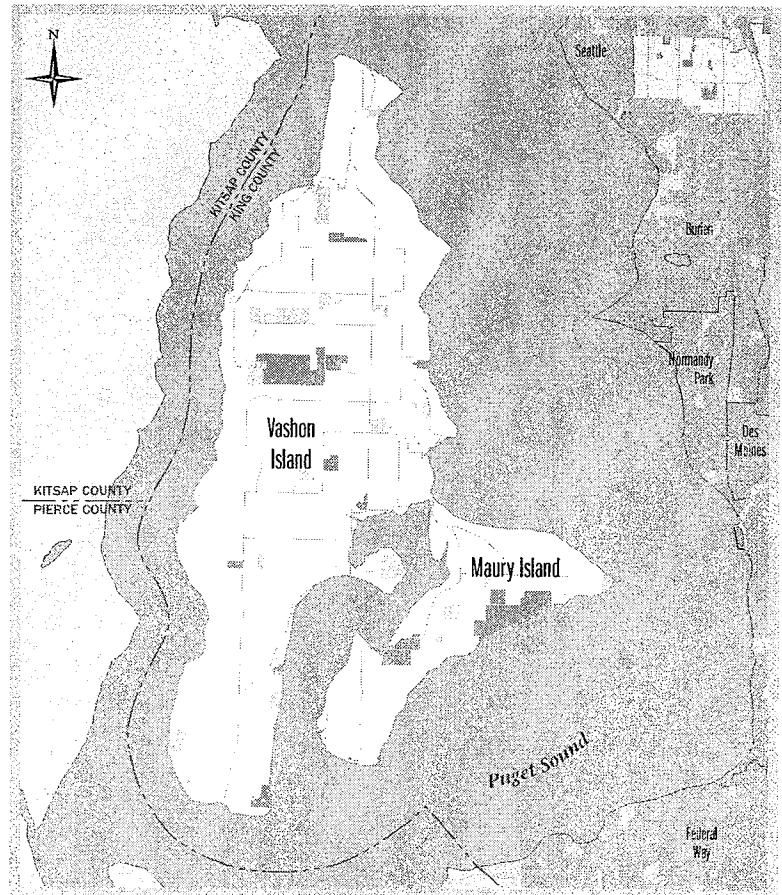 N
Seattle
KITSAP COUNTY
KING COUNTY
Burien
Normandy
Park
Vashon
Island
Des
Moines
KITSAP COUNTY
PIERCE COUNTY
Maury Island
Puget Sound
Federal
Way